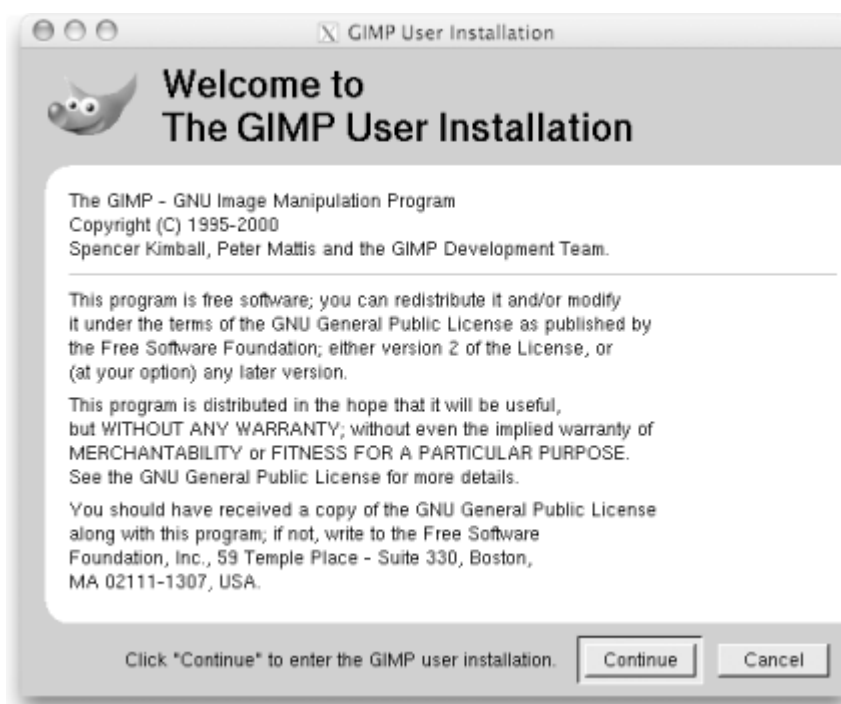 GIMP User Installation
Welcome to
The GIMP User Installation
The GIMP - GNU Image Manipulation Program
Copyright (C) 1995-2000
Spencer Kimball, Peter Mattis and the GIMP Development Team.
This program is free software; you can redistribute it and/or modify
it under the terms of the GNU General Public License as published by
the Free Software Foundation; either version 2 of the License, or
(at your option) any later version.
This program is distributed in the hope that it will be useful,
but WITHOUT ANY WARRANTY; without even the implied warranty of
MERCHANTABILITY or FITNESS FOR A PARTICULAR PURPOSE.
See the GNU General Public License for more details.
You should have received a copy of the GNU General Public License
along with this program; if not, write to the Free Software
Foundation, Inc., 59 Temple Place - Suite 330, Boston,
MA 02111-1307, USA.
Click "Continue" to enter the GIMP user installation. Continue Cancel